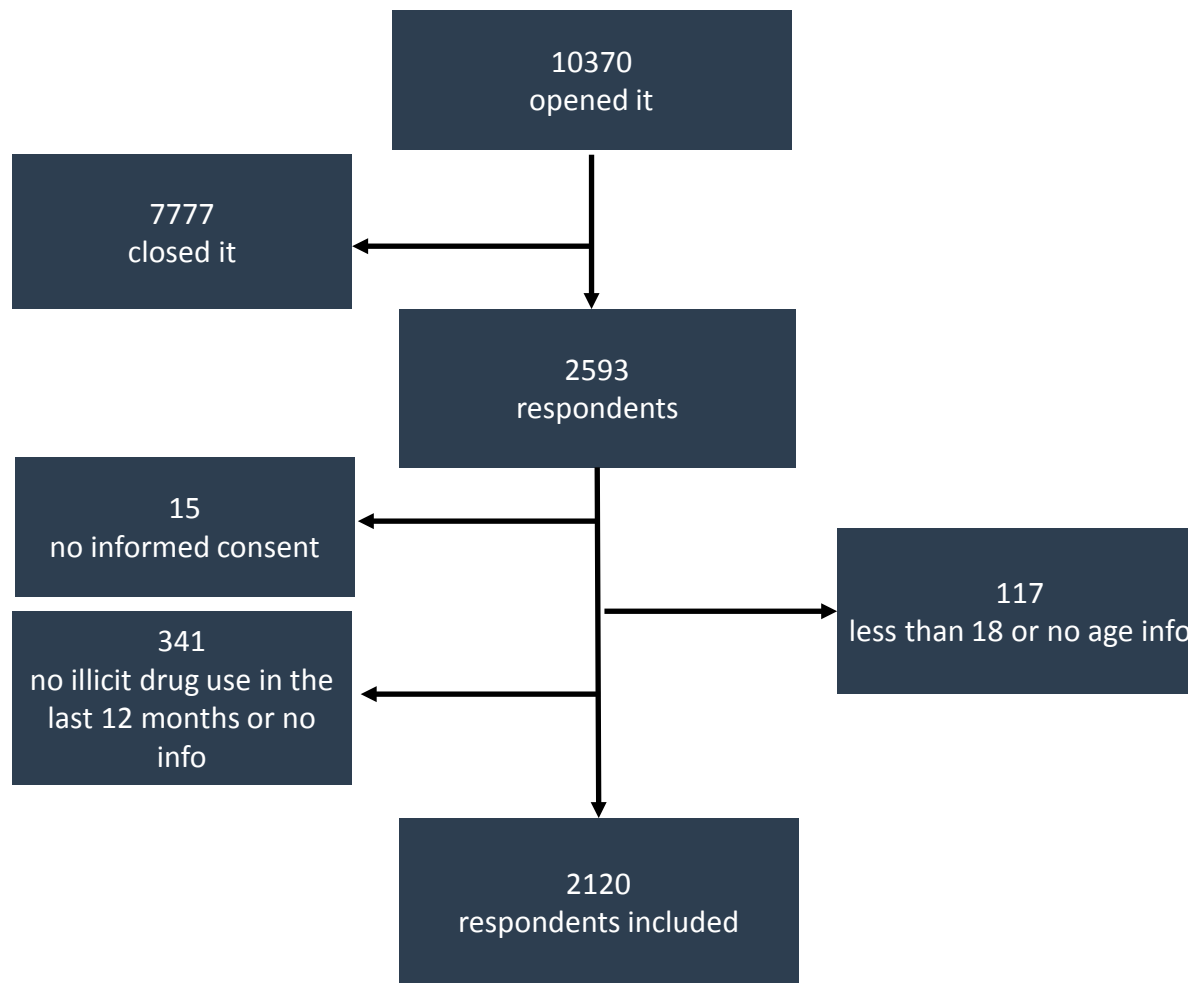 10370
opened it
7777
closed it
2593
respondents
15
no informed consent
117
less than 18 or no age info
341
no illicit drug use in the
last 12 months or no
info
2120
respondents included